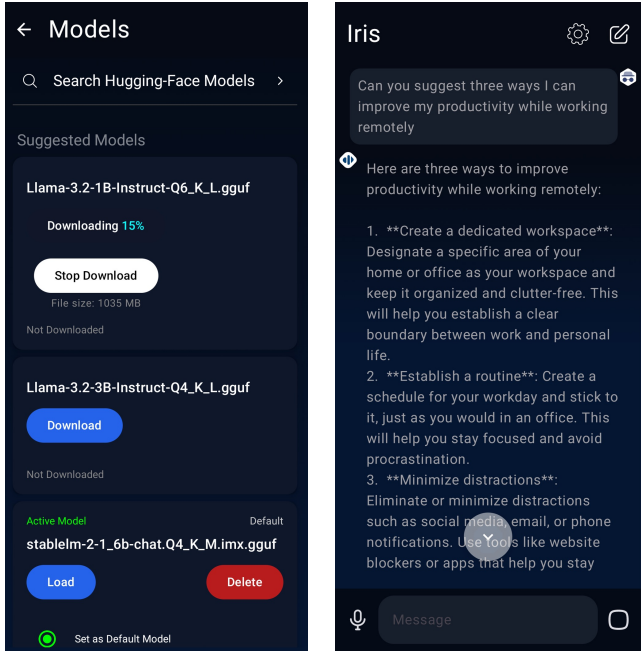 Models
Search Hugging-Face Models
Suggested Models
Llama-3.2-1B-Instruct-Q6_K_L.gguf
Downloading 15%
Stop Download
File size: 1035 MB
Not Downloaded
Llama-3.2-3B-Instruct-Q4_K_L.gguf
Download
Not Downloaded
Active Model
Default
stablelm-2-1_6b-chat.Q4_K_M.imx.gguf
Load
Delete
Set as Default Model
Iris
Can you suggest three ways I can
improve my productivity while working
remotely
Here are three ways to improve
productivity while working remotely:
1. **Create a dedicated workspace**:
Designate a specific area of your
home or office as your workspace and
keep it organized and clutter-free. This
will help you establish a clear
boundary between work and personal
life.
2. **Establish a routine**: Create a
schedule for your workday and stick to
it, just as you would in an office. This
will help you stay focused and avoid
procrastination.
3. **Minimize distractions**:
Eliminate or minimize distractions
such as social media, email, or phone
notifications. Use tools like website
blockers or apps that help you stay
Message